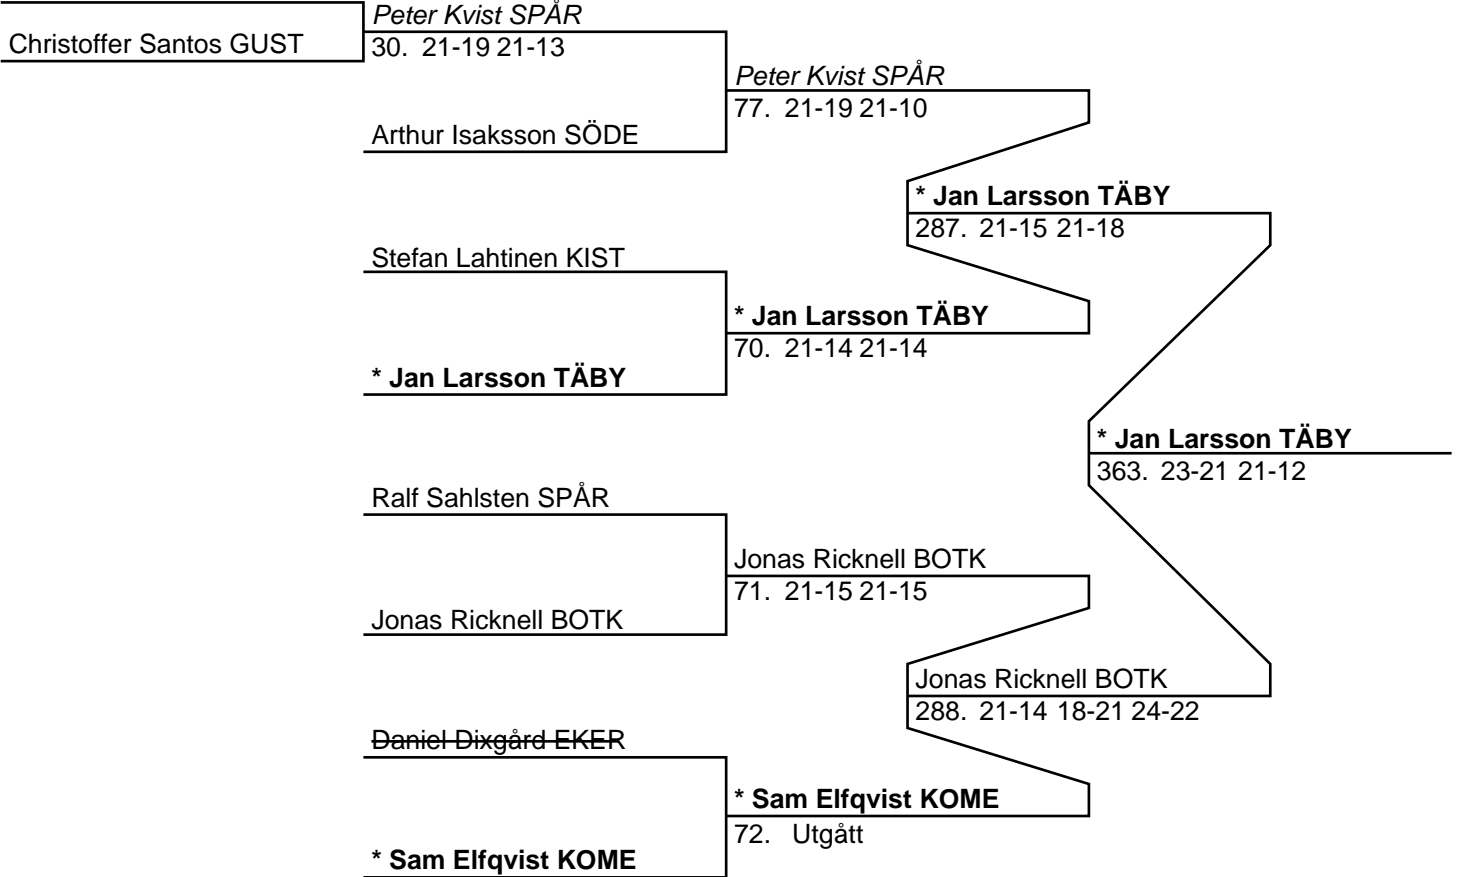 Peter Kvist SPÅR
Christoffer Santos GUST
30. 21-19 21-13
Peter Kvist SPÅR
77. 21-19 21-10
Arthur Isaksson SÖDE
* Jan Larsson TÄBY
287. 21-15 21-18
Stefan Lahtinen KIST
* Jan Larsson TÄBY
70. 21-14 21-14
* Jan Larsson TÄBY
* Jan Larsson TÄBY
363. 23-21 21-12
Ralf Sahlsten SPÅR
Jonas Ricknell BOTK
71. 21-15 21-15
Jonas Ricknell BOTK
Jonas Ricknell BOTK
288. 21-14 18-21 24-22
Daniel Dixgård EKER
* Sam Elfqvist KOME
72. Utgått
* Sam Elfqvist KOME